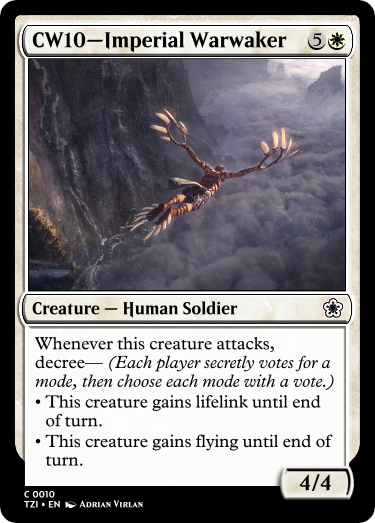 CW10—Imperial Warwaker 5
Creature — Human Soldier
Whenever this creature attacks,
decree— (Each player secretly votes for a
mode, then choose each mode with a vote.)
• This creature gains lifelink until end
of turn.
• This creature gains flying until end of
turn.
4/4
C 0010
TZI • EN Adrian Virlan